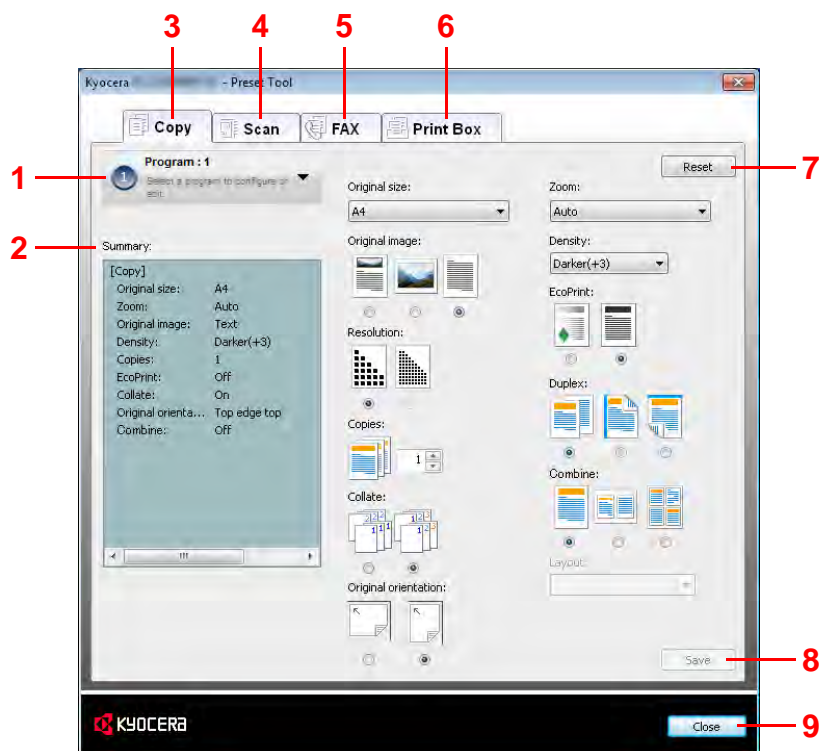 3 4 5 6
Kyocera - Preset Tool
Copy Scan FAX Print Box
1
1
Program : 1
Select a program to configure or
edit.
Reset
7
2
Summary:
[Copy]
Original size: A4
Zoom: Auto
Original image: Text
Density: Darker(+3)
Copies: 1
EcoPrint: Off
Collate: On
Original orienta... Top edge top
Combine: Off
Original size:
A4
Original image:
Resolution:
Copies:
1
Collate:
Original orientation:
Zoom:
Auto
Density:
Darker(+3)
EcoPrint:
Duplex:
Combine:
Layout:
Save
8
KYOCERA
Close
9